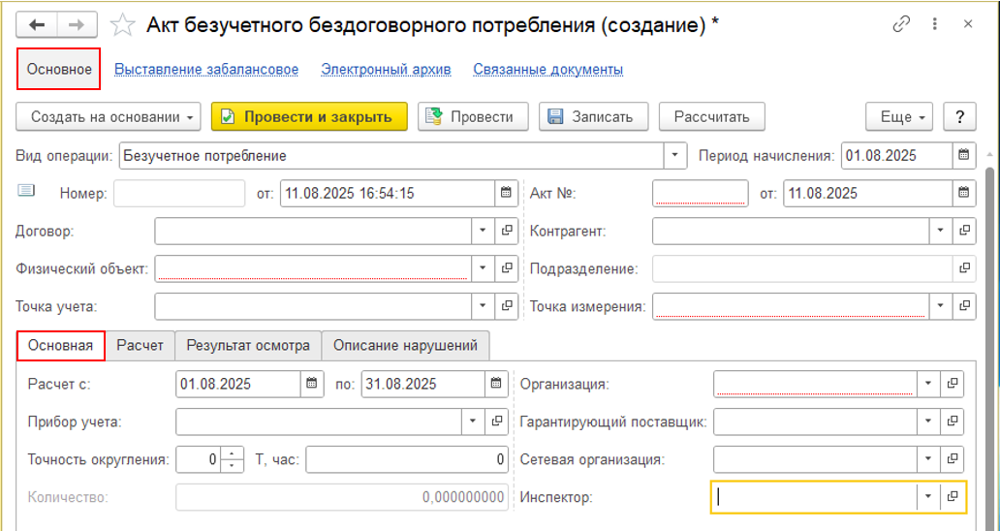 Акт безучетного бездоговорного потребления (создание) *
Основное Выставление забалансовое Электронный архив Связанные документы
Создать на основании Провести и закрыть Провести Записать Рассчитать Еще ?
Вид операции: Безучетное потребление Период начисления: 01.08.2025
Номер: от: 11.08.2025 16:54:15 Акт №: от: 11.08.2025
Договор: Контрагент:
Физический объект: Подразделение:
Точка учета: Точка измерения:
Основная Расчет Результат осмотра Описание нарушений
Расчет с: 01.08.2025 по: 31.08.2025 Организация:
Прибор учета: Гарантирующий поставщик:
Точность округления: 0 Т, час: 0 Сетевая организация:
Количество: 0,000000000 Инспектор: